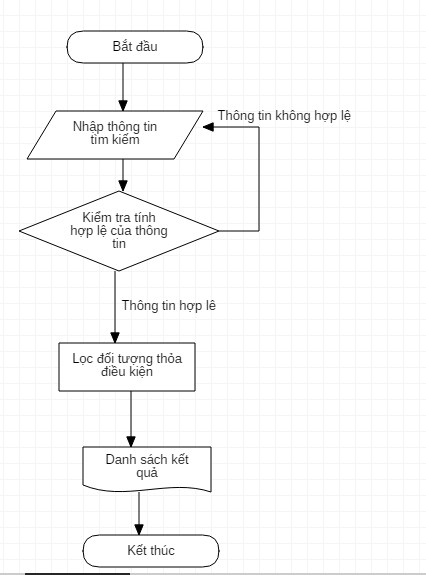 Bắt đầu
Thông tin không hợp lệ
Nhập thông tin
tìm kiếm
Kiểm tra tính
hợp lệ của thông
tin
Thông tin hợp lê
Lọc đối tượng thỏa
điều kiện
Danh sách kết
quả
Kết thúc